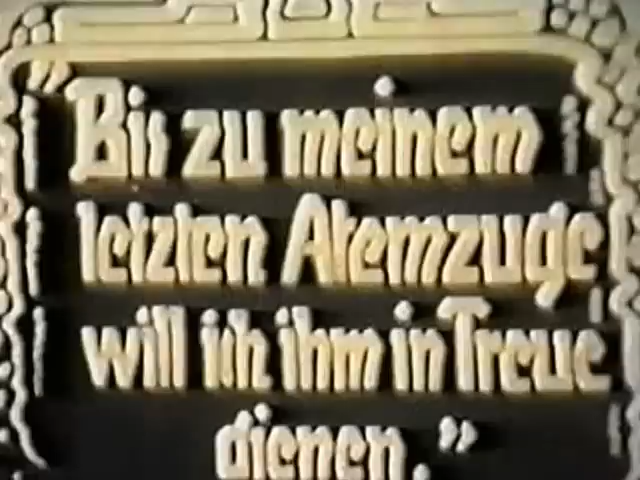 "Bis zu meinem
letzten Atemzuge
will ich ihm in Treue
dienen."